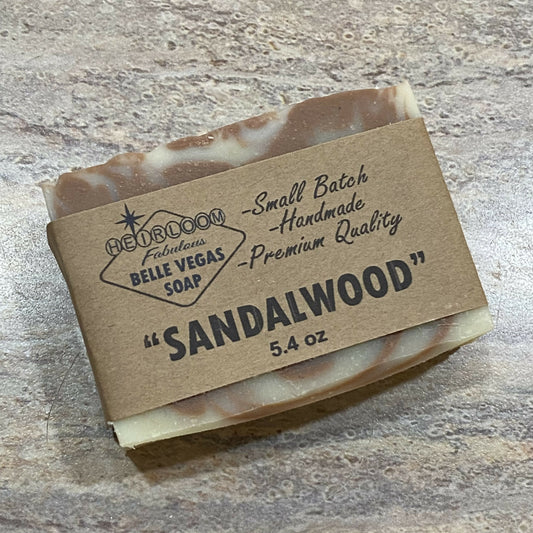 HEIRLOOM
Fabulous
BELLE VEGAS
SOAP
-Small Batch
-Handmade
-Premium Quality
"SANDALWOOD"
5.4 oz